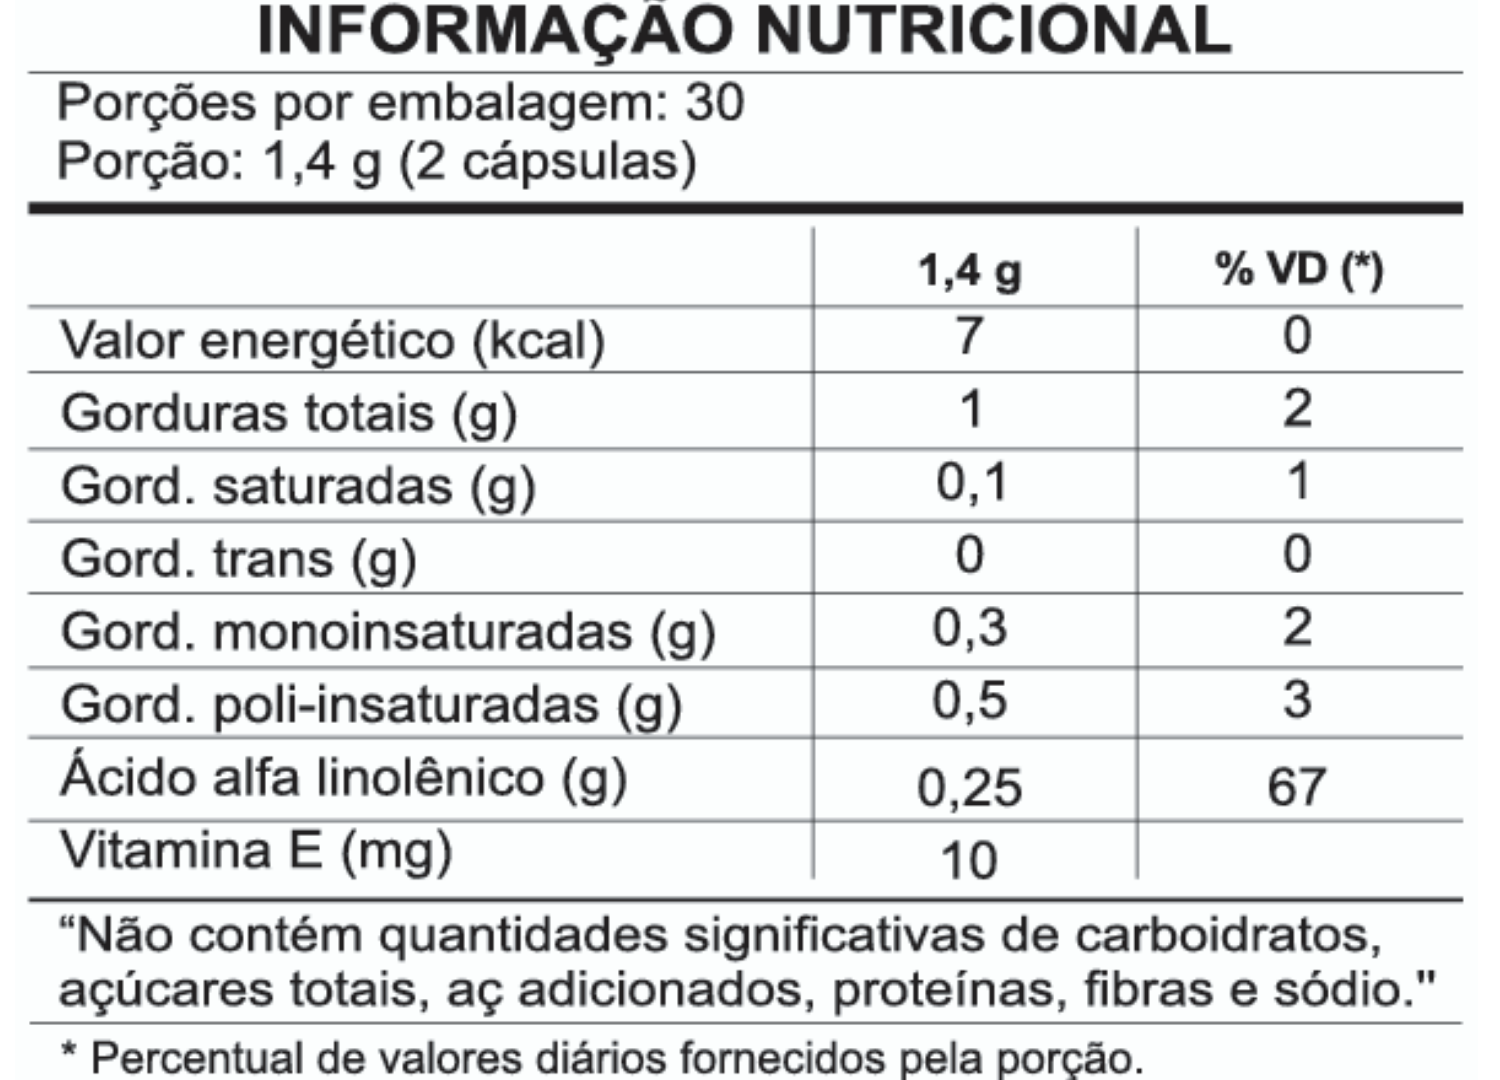 INFORMAÇÃO NUTRICIONAL
Porções por embalagem: 30
Porção: 1,4 g (2 cápsulas)
1,4 g % VD (*)
Valor energético (kcal) 7 0
Gorduras totais (g) 1 2
Gord. saturadas (g) 0,1 1
Gord. trans (g) 0 0
Gord. monoinsaturadas (g) 0,3 2
Gord. poli-insaturadas (g) 0,5 3
Ácido alfa linolênico (g) 0,25 67
Vitamina E (mg) 10
“Não contém quantidades significativas de carboidratos,
açúcares totais, aç adicionados, proteínas, fibras e sódio."
* Percentual de valores diários fornecidos pela porção.